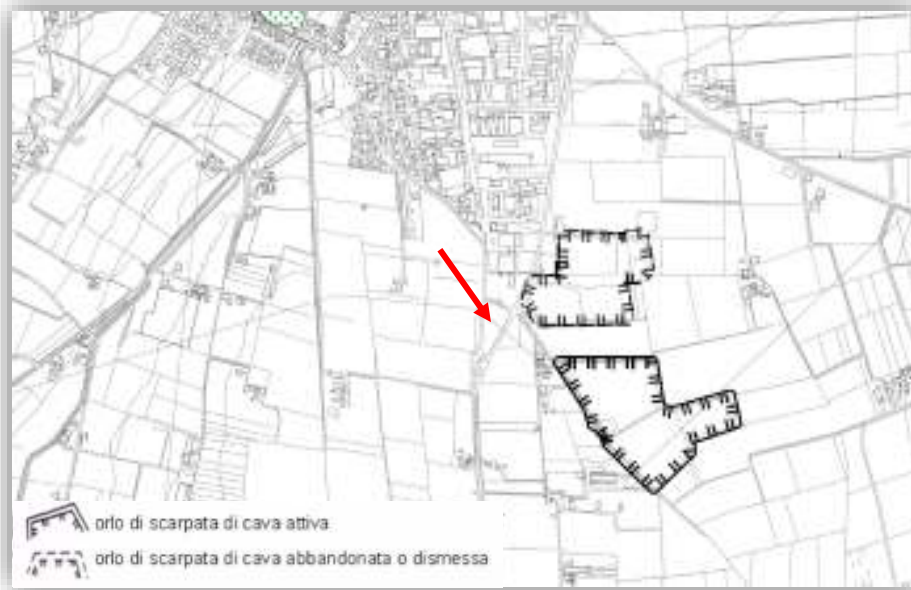 orlo di scarpata di cava attiva
orlo di scarpata di cava abbandonata o dismessa